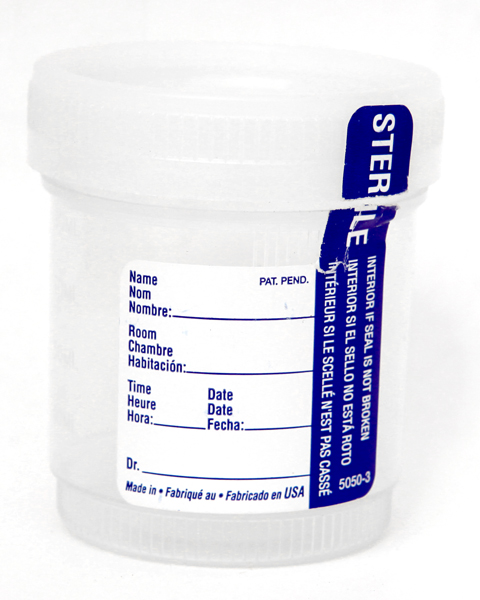 Name
Nom
Nombre:
PAT. PEND.
Room
Chambre
Habitación:
Time
Heure
Hora:
Date
Date
Fecha:
Dr.
Made in • Fabriqué au • Fabricado en USA
STERILE
INTERIOR IF SEAL IS NOT BROKEN
INTERIOR SI EL SELLO NO ESTÁ ROTO
INTÉRIEUR SI LE SCELLÉ N'EST PAS CASSÉ
5050-3